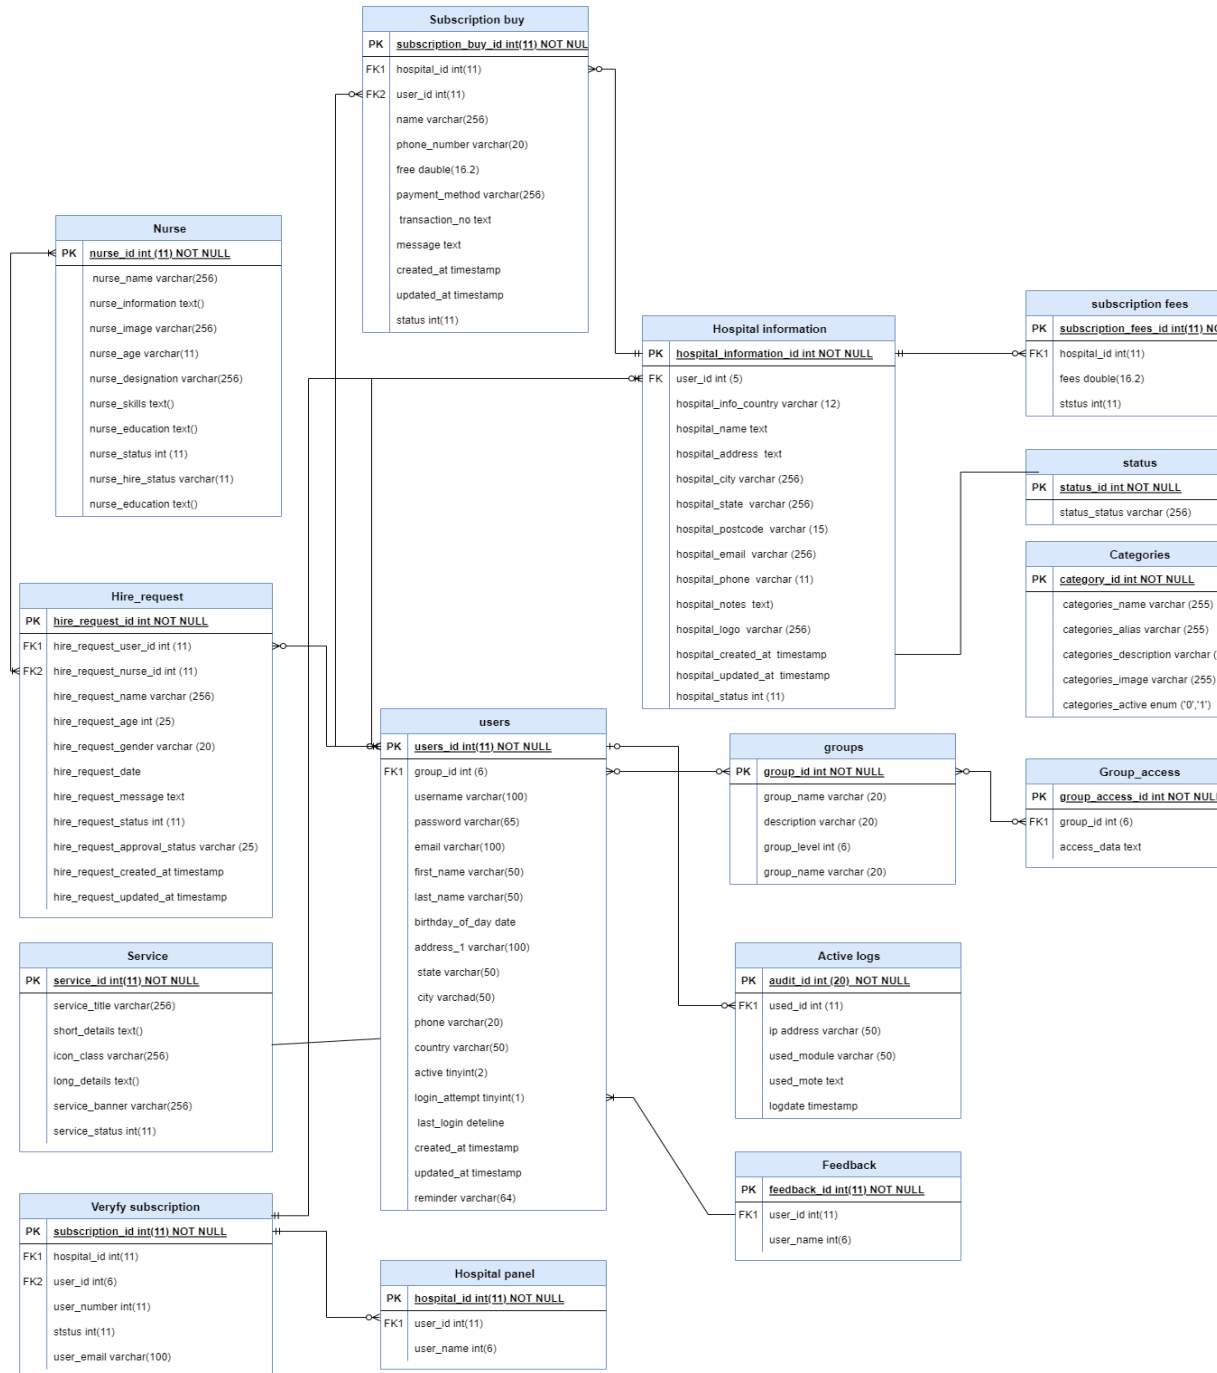 Subscription buy
PK subscription_buy_id int(11) NOT NUL
FK1 hospital_id int(11)
FK2 user_id int(11)
name varchar(256)
phone_number varchar(20)
free dauble(16.2)
payment_method varchar(256)
transaction_no text
message text
created_at timestamp
updated_at timestamp
status int(11)
Nurse
PK nurse_id int (11) NOT NULL
nurse_name varchar(256)
nurse_information text()
nurse_image varchar(256)
nurse_age varchar(11)
nurse_designation varchar(256)
nurse_skills text()
nurse_education text()
nurse_status int (11)
nurse_hire_status varchar(11)
nurse_education text()
Hospital information
PK hospital_information_id int NOT NULL
FK user_id int (5)
hospital_info_country varchar (12)
hospital_name text
hospital_address text
hospital_city varchar (256)
hospital_state varchar (256)
hospital_postcode varchar (15)
hospital_email varchar (256)
hospital_phone varchar (11)
hospital_notes text)
hospital_logo varchar (256)
hospital_created_at timestamp
hospital_updated_at timestamp
hospital_status int (11)
subscription fees
PK subscription_fees_id int(11) NO
FK1 hospital_id int(11)
fees double(16.2)
ststus int(11)
status
PK status_id int NOT NULL
status_status varchar (256)
Categories
PK category_id int NOT NULL
categories_name varchar (255)
categories_alias varchar (255)
categories_description varchar (
categories_image varchar (255)
categories_active enum ('0','1')
Hire_request
PK hire_request_id int NOT NULL
FK1 hire_request_user_id int (11)
FK2 hire_request_nurse_id int (11)
hire_request_name varchar (256)
hire_request_age int (25)
hire_request_gender varchar (20)
hire_request_date
hire_request_message text
hire_request_status int (11)
hire_request_approval_status varchar (25)
hire_request_created_at timestamp
hire_request_updated_at timestamp
users
PK users_id int(11) NOT NULL
FK1 group_id int (6)
username varchar(100)
password varchar(65)
email varchar(100)
first_name varchar(50)
last_name varchar(50)
birthday_of_day date
address_1 varchar(100)
state varchar(50)
city varchad(50)
phone varchar(20)
country varchar(50)
active tinyint(2)
login_attempt tinyint(1)
last_login deteline
created_at timestamp
updated_at timestamp
reminder varchar(64)
groups
PK group_id int NOT NULL
group_name varchar (20)
description varchar (20)
group_level int (6)
group_name varchar (20)
Group_access
PK group_access_id int NOT NULL
FK1 group_id int (6)
access_data text
Service
PK service_id int(11) NOT NULL
service_title varchar(256)
short_details text()
icon_class varchar(256)
long_details text()
service_banner varchar(256)
service_status int(11)
Active logs
PK audit_id int (20) NOT NULL
FK1 used_id int (11)
ip address varchar (50)
used_module varchar (50)
used_mote text
logdate timestamp
Feedback
PK feedback_id int(11) NOT NULL
FK1 user_id int(11)
user_name int(6)
Veryfy subscription
PK subscription_id int(11) NOT NULL
FK1 hospital_id int(11)
FK2 user_id int(6)
user_number int(11)
ststus int(11)
user_email varchar(100)
Hospital panel
PK hospital_id int(11) NOT NULL
FK1 user_id int(11)
user_name int(6)